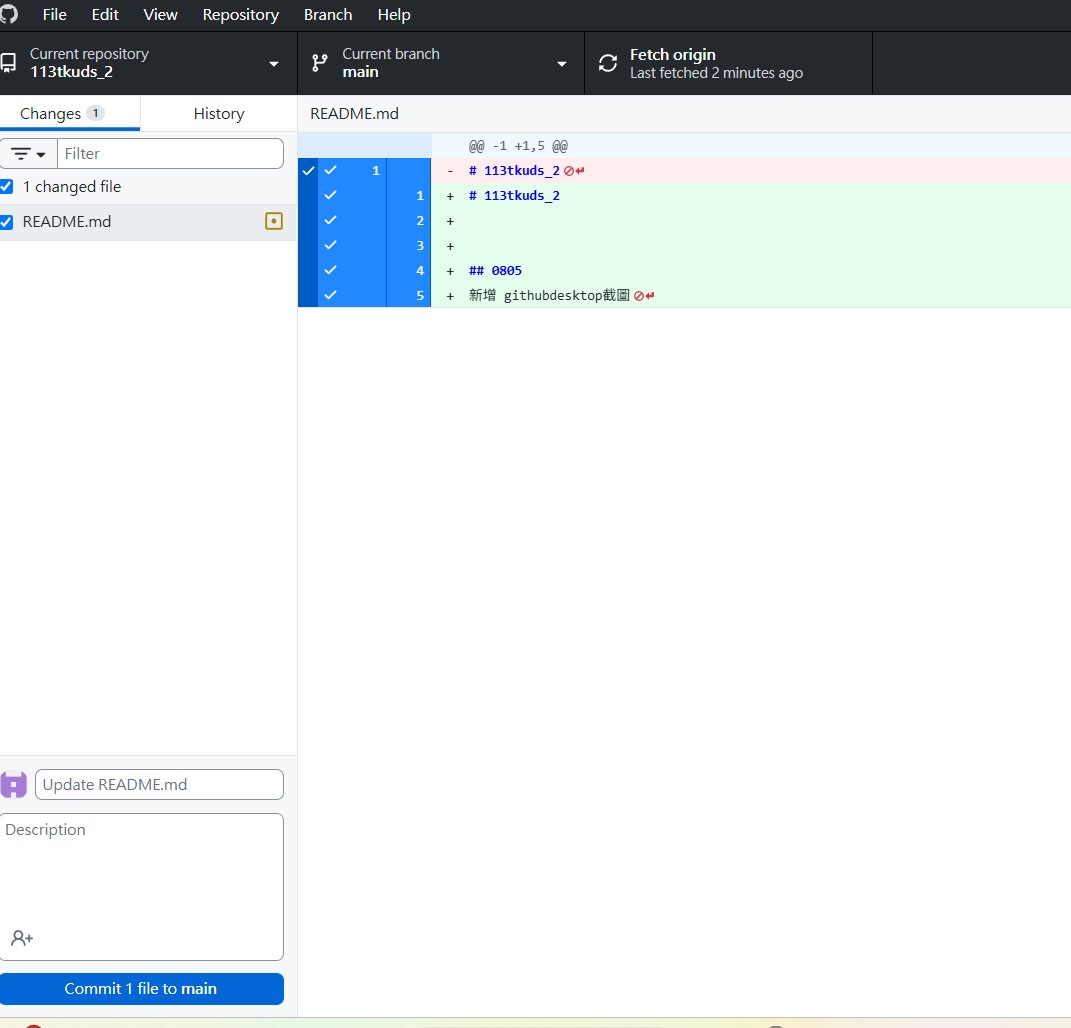 File Edit View Repository Branch Help
Current repository
113tkuds_2
Current branch
main
Fetch origin
Last fetched 2 minutes ago
Changes 1
History
README.md
Filter
1 changed file
README.md
@@ -1 +1,5 @@
1 - # 113tkuds_2
1 + # 113tkuds_2
2 +
3 +
4 + ## 0805
5 + 新增 githubdesktop截圖
Update README.md
Description
Commit 1 file to main